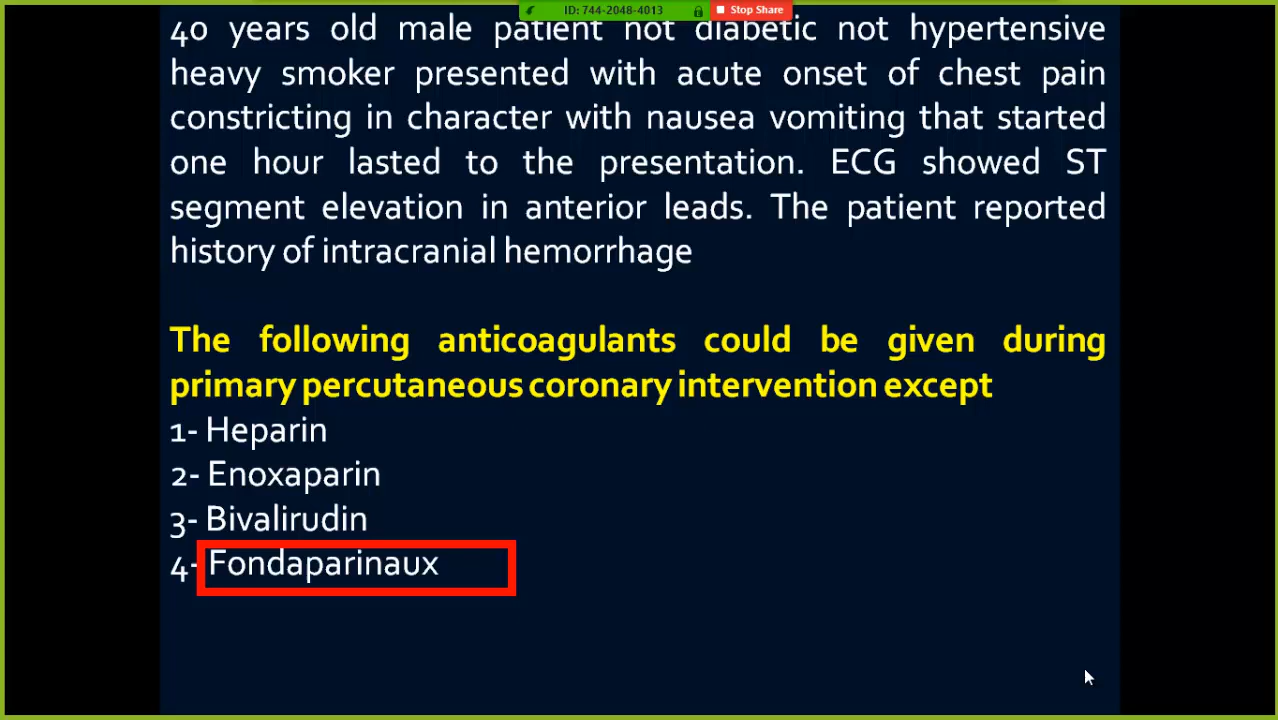 ID: 744-2048-4013 Stop Share
40 years old male patient not diabetic not hypertensive
heavy smoker presented with acute onset of chest pain
constricting in character with nausea vomiting that started
one hour lasted to the presentation. ECG showed ST
segment elevation in anterior leads. The patient reported
history of intracranial hemorrhage
The following anticoagulants could be given during
primary percutaneous coronary intervention except
1- Heparin
2- Enoxaparin
3- Bivalirudin
4- Fondaparinaux